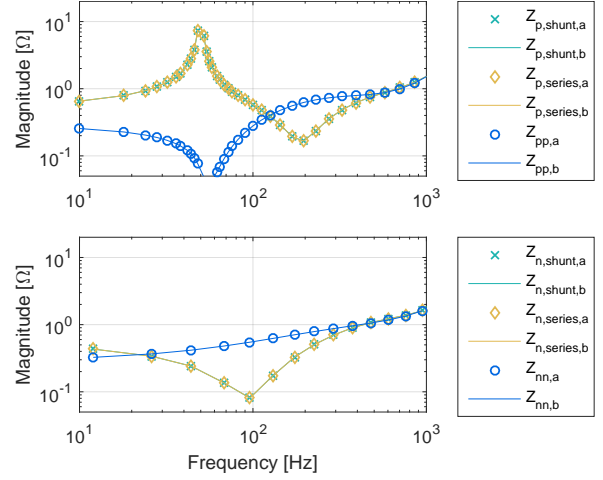 Magnitude [Ω]
10^1
10^0
10^-1
10^1
10^2
10^3
Z_p,shunt,a
Z_p,shunt,b
Z_p,series,a
Z_p,series,b
Z_pp,a
Z_pp,b
Magnitude [Ω]
10^1
10^0
10^-1
10^1
10^2
10^3
Frequency [Hz]
Z_n,shunt,a
Z_n,shunt,b
Z_n,series,a
Z_n,series,b
Z_nn,a
Z_nn,b